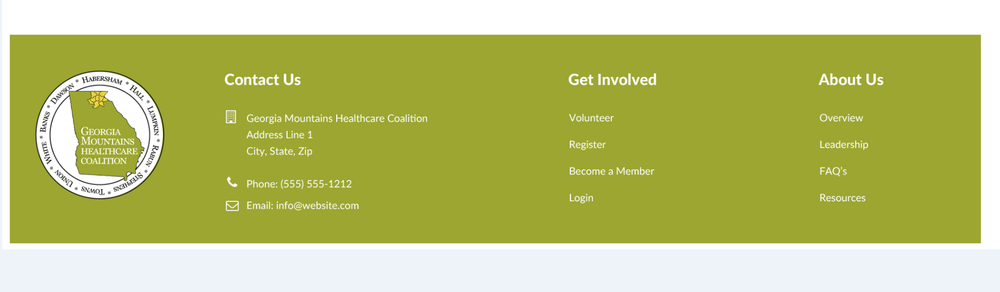 BANKS * DAWSON * HABERSHAM * HALL * LUMPKIN * RABUN * STEPHENS * TOWNS * UNION * WHITE *
GEORGIA
MOUNTAINS
HEALTHCARE
COALITION
Contact Us
Georgia Mountains Healthcare Coalition
Address Line 1
City, State, Zip
Phone: (555) 555-1212
Email: info@website.com
Get Involved
Volunteer
Register
Become a Member
Login
About Us
Overview
Leadership
FAQ's
Resources